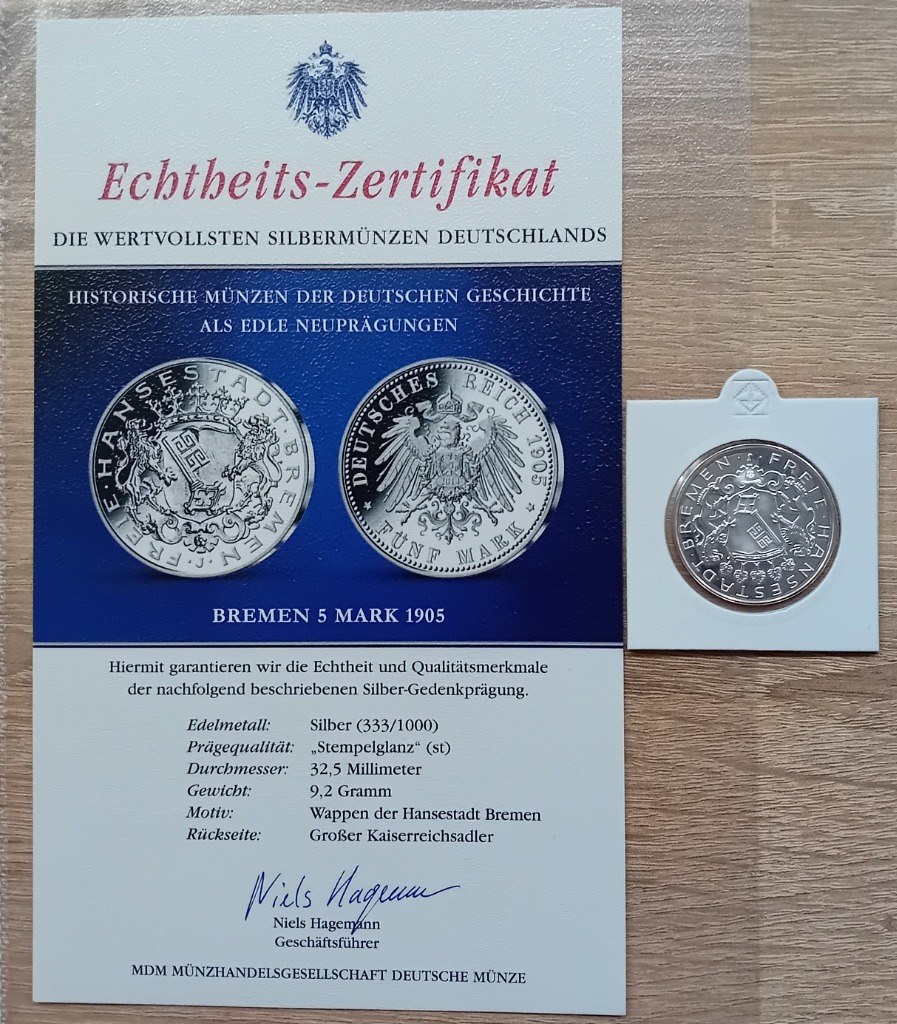 Echtheits-Zertifikat
DIE WERTVOLLSTEN SILBERMÜNZEN DEUTSCHLANDS
HISTORISCHE MÜNZEN DER DEUTSCHEN GESCHICHTE
ALS EDLE NEUPRÄGUNGEN
FREIE·HANSESTADT BREMEN·J·
DEUTSCHES REICH 1905
* FÜNF MARK *
BREMEN 5 MARK 1905
Hiermit garantieren wir die Echtheit und Qualitätsmerkmale
der nachfolgend beschriebenen Silber-Gedenkprägung.
Edelmetall: Silber (333/1000)
Prägequalität: „Stempelglanz“ (st)
Durchmesser: 32,5 Millimeter
Gewicht: 9,2 Gramm
Motiv: Wappen der Hansestadt Bremen
Rückseite: Großer Kaiserreichsadler
Niels Hagemann
Niels Hagemann
Geschäftsführer
MDM MÜNZHANDELSGESELLSCHAFT DEUTSCHE MÜNZE
FREIE HANSESTADT BREMEN · J ·